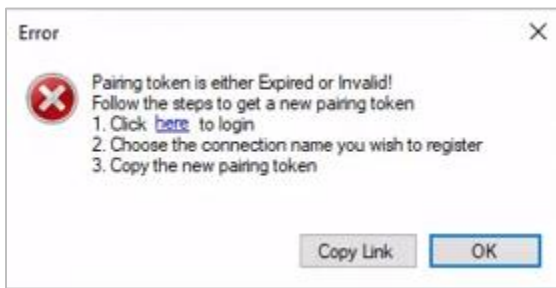 Error
Pairing token is either Expired or Invalid!
Follow the steps to get a new pairing token
1. Click here to login
2. Choose the connection name you wish to register
3. Copy the new pairing token
Copy Link
OK